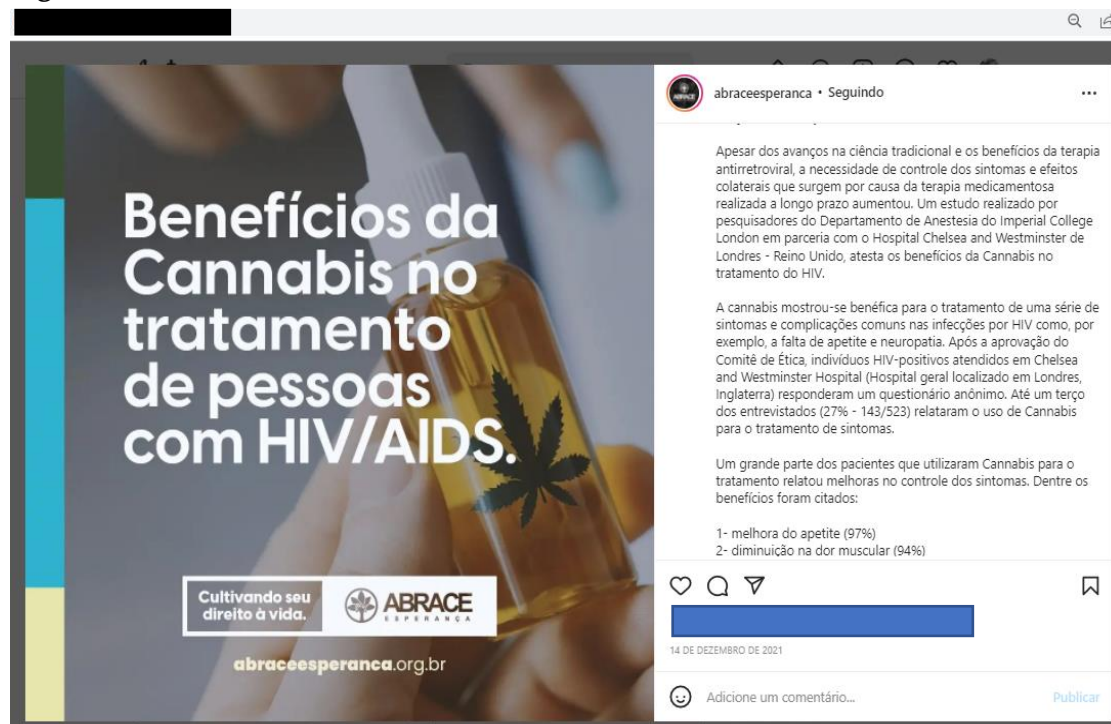 Benefícios da
Cannabis no
tratamento
de pessoas
com HIV/AIDS.
Cultivando seu
direito à vida.
ABRACE
ESPERANÇA
abraceesperanca.org.br
abraceesperanca • Seguindo
Apesar dos avanços na ciência tradicional e os benefícios da terapia
antirretroviral, a necessidade de controle dos sintomas e efeitos
colaterais que surgem por causa da terapia medicamentosa
realizada a longo prazo aumentou. Um estudo realizado por
pesquisadores do Departamento de Anestesia do Imperial College
London em parceria com o Hospital Chelsea and Westminster de
Londres - Reino Unido, atesta os benefícios da Cannabis no
tratamento do HIV.
A cannabis mostrou-se benéfica para o tratamento de uma série de
sintomas e complicações comuns nas infecções por HIV como, por
exemplo, a falta de apetite e neuropatia. Após a aprovação do
Comitê de Ética, indivíduos HIV-positivos atendidos em Chelsea
and Westminster Hospital (Hospital geral localizado em Londres,
Inglaterra) responderam um questionário anônimo. Até um terço
dos entrevistados (27% - 143/523) relataram o uso de Cannabis
para o tratamento de sintomas.
Um grande parte dos pacientes que utilizaram Cannabis para o
tratamento relatou melhoras no controle dos sintomas. Dentre os
benefícios foram citados:
1- melhora do apetite (97%)
2- diminuição na dor muscular (94%)
14 DE DEZEMBRO DE 2021
Adicione um comentário...
Publicar